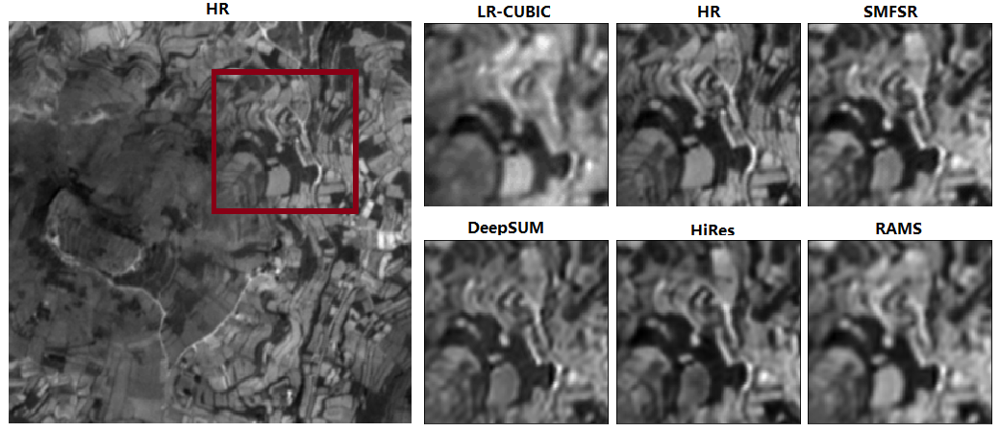 HR
LR-CUBIC
HR
SMFSR
DeepSUM
HiRes
RAMS